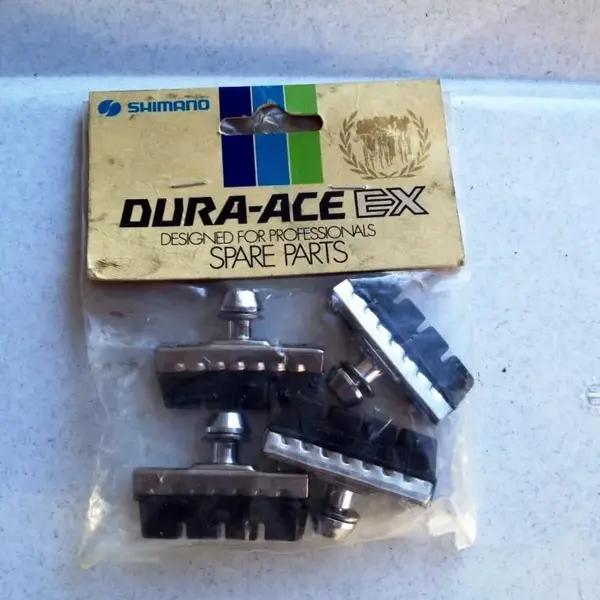 SHIMANO
DURA-ACE EX
DESIGNED FOR PROFESSIONALS
SPARE PARTS